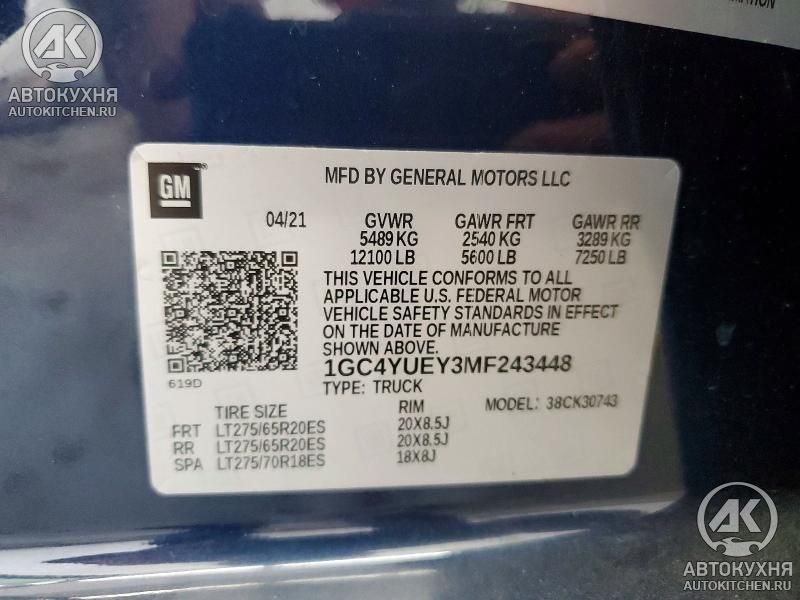 MATION
AK
АВТОКУХНЯ
AUTOKITCHEN.RU
GM
MFD BY GENERAL MOTORS LLC
04/21 GVWR GAWR FRT GAWR RR
5489 KG 2540 KG 3289 KG
12100 LB 5600 LB 7250 LB
THIS VEHICLE CONFORMS TO ALL
APPLICABLE U.S. FEDERAL MOTOR
VEHICLE SAFETY STANDARDS IN EFFECT
ON THE DATE OF MANUFACTURE
SHOWN ABOVE.
1GC4YUEY3MF243448
619D
TYPE: TRUCK
MODEL: 38CK30743
TIRE SIZE RIM
FRT LT275/65R20ES 20X8.5J
RR LT275/65R20ES 20X8.5J
SPA LT275/70R18ES 18X8J
AK
АВТОКУХНЯ
AUTOKITCHEN.RU